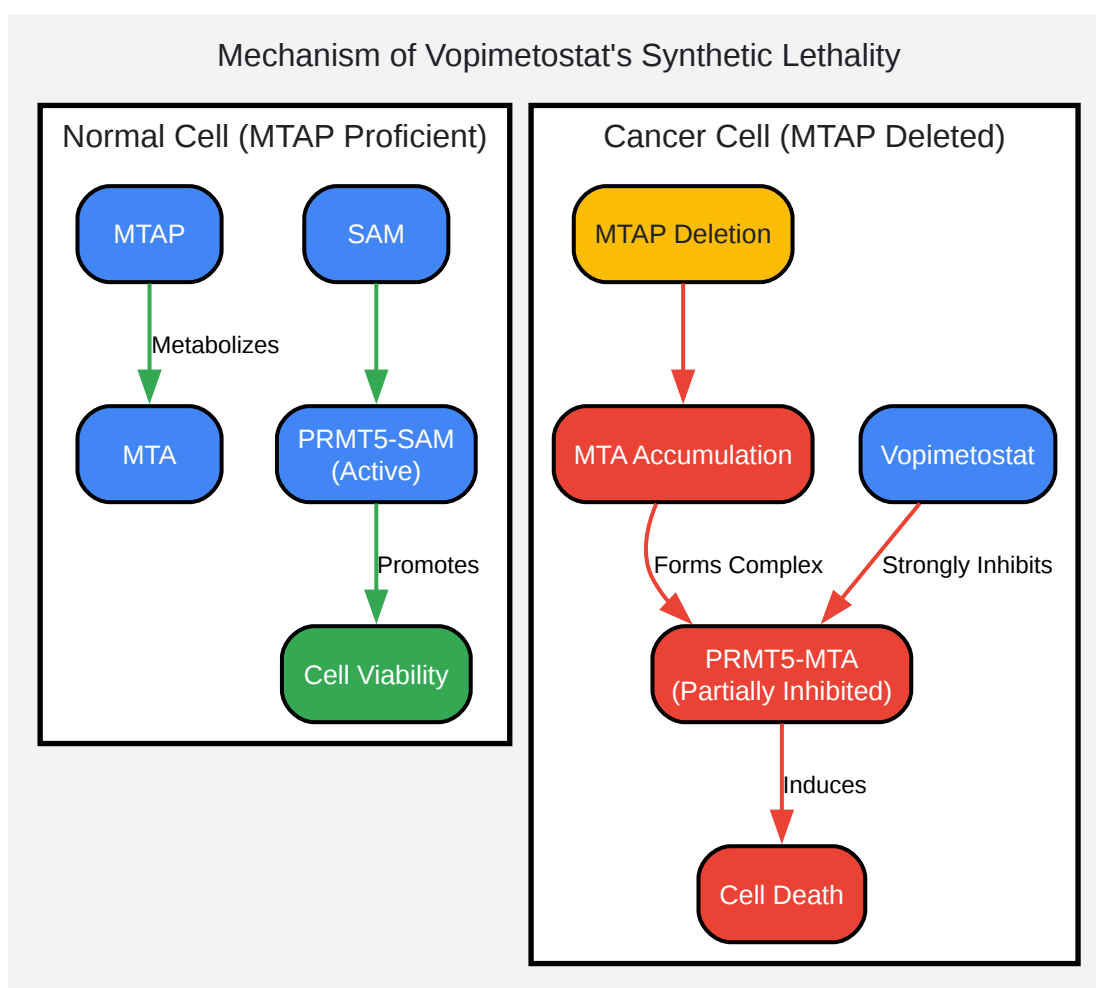 Mechanism of Vopimetostat's Synthetic Lethality
Normal Cell (MTAP Proficient)
MTAP
SAM
Metabolizes
MTA
PRMT5-SAM
(Active)
Promotes
Cell Viability
Cancer Cell (MTAP Deleted)
MTAP Deletion
MTA Accumulation
Vopimetostat
Forms Complex
Strongly Inhibits
PRMT5-MTA
(Partially Inhibited)
Induces
Cell Death